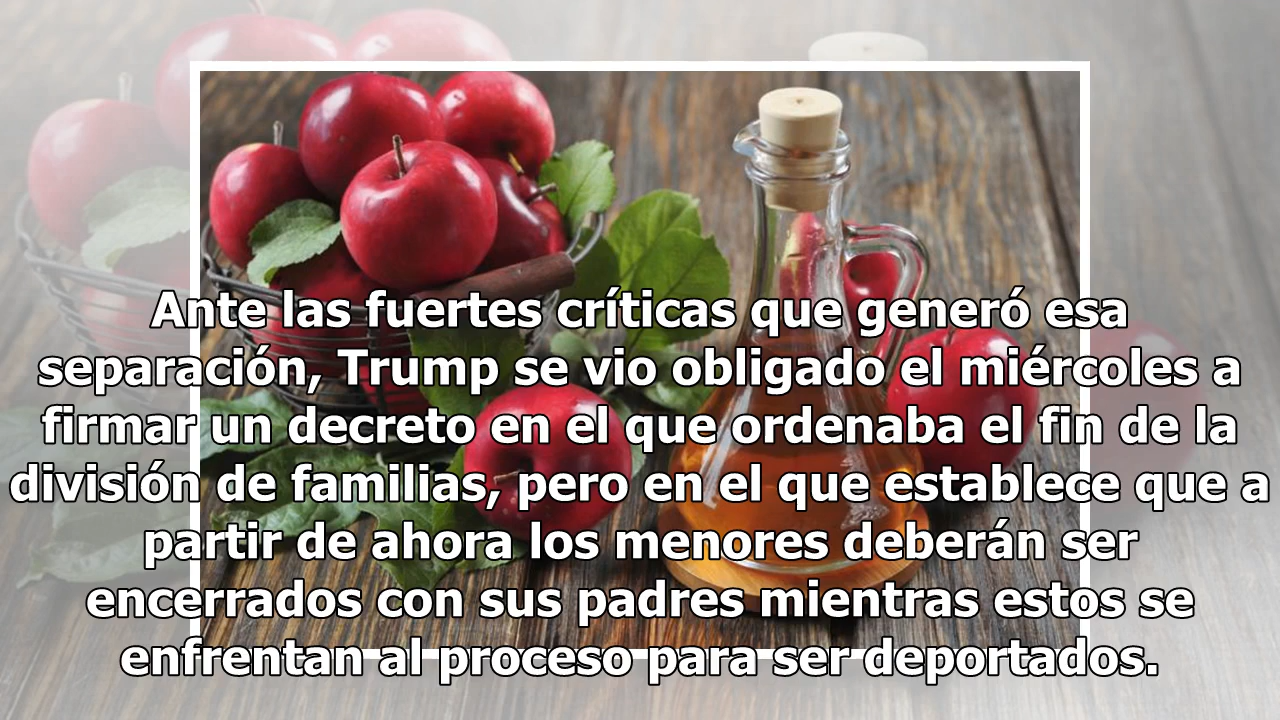 Ante las fuertes críticas que generó esa
separación, Trump se vio obligado el miércoles a
firmar un decreto en el que ordenaba el fin de la
división de familias, pero en el que establece que a
partir de ahora los menores deberán ser
encerrados con sus padres mientras estos se
enfrentan al proceso para ser deportados.